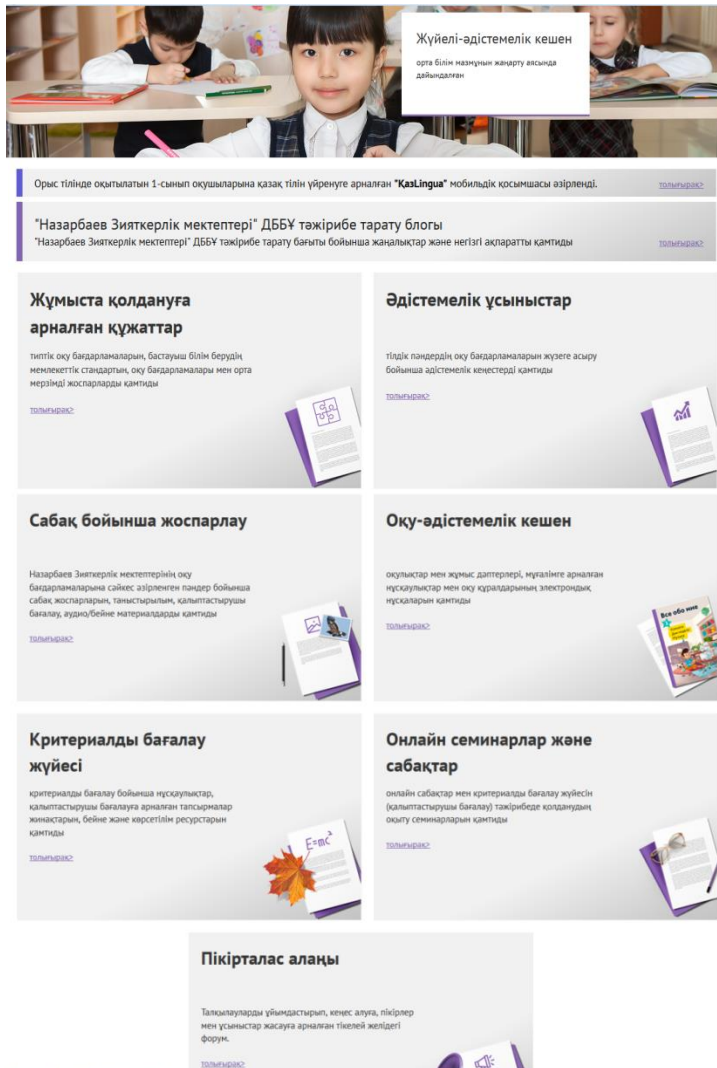 Жүйелі-әдістемелік кешен
орта білім мазмұнын жаңарту аясында
дайындалған
Орыс тілінде оқытылатын 1-сынып оқушыларына қазақ тілін үйренуге арналған "ҚазLingua" мобильдік қосымшасы әзірленді.
толығырақ>
"Назарбаев Зияткерлік мектептері" ДББҰ тәжірибе тарату блогы
"Назарбаев Зияткерлік мектептері" ДББҰ тәжірибе тарату бағыты бойынша жаңалықтар және негізгі ақпаратты қамтиды
толығырақ>
Жұмыста қолдануға
арналған құжаттар
типтік оқу бағдарламаларын, бастауыш білім берудің
мемлекеттік стандартын, оқу бағдарламалары мен орта
мерзімді жоспарларды қамтиды
толығырақ>
Әдістемелік ұсыныстар
тілдік пәндердің оқу бағдарламаларын жүзеге асыру
бойынша әдістемелік кеңестерді қамтиды
толығырақ>
Сабақ бойынша жоспарлау
Назарбаев Зияткерлік мектептерінің оқу
бағдарламаларына сәйкес әзірленген пәндер бойынша
сабақ жоспарларын, таныстырылым, қалыптастырушы
бағалау, аудио/бейне материалдарды қамтиды
толығырақ>
Оқу-әдістемелік кешен
оқулықтар мен жұмыс дәптерлері, мұғалімге арналған
нұсқаулықтар мен оқу құралдарының электрондық
нұсқаларын қамтиды
толығырақ>
Все обо мне
Критериалды бағалау
жүйесі
критериалды бағалау бойынша нұсқаулықтар,
қалыптастырушы бағалауға арналған тапсырмалар
жинақтарын, бейне және көрсетілім ресурстарын
қамтиды
толығырақ>
E=mc²
Онлайн семинарлар және
сабақтар
онлайн сабақтар мен критериалды бағалау жүйесін
(қалыптастырушы бағалау) тәжірибеде қолданудың
оқыту семинарларын қамтиды
толығырақ>
Пікірталас алаңы
Талқылауларды ұйымдастырып, кеңес алуға, пікірлер
мен ұсыныстар жасауға арналған тікелей желідегі
форум.
толығырақ>